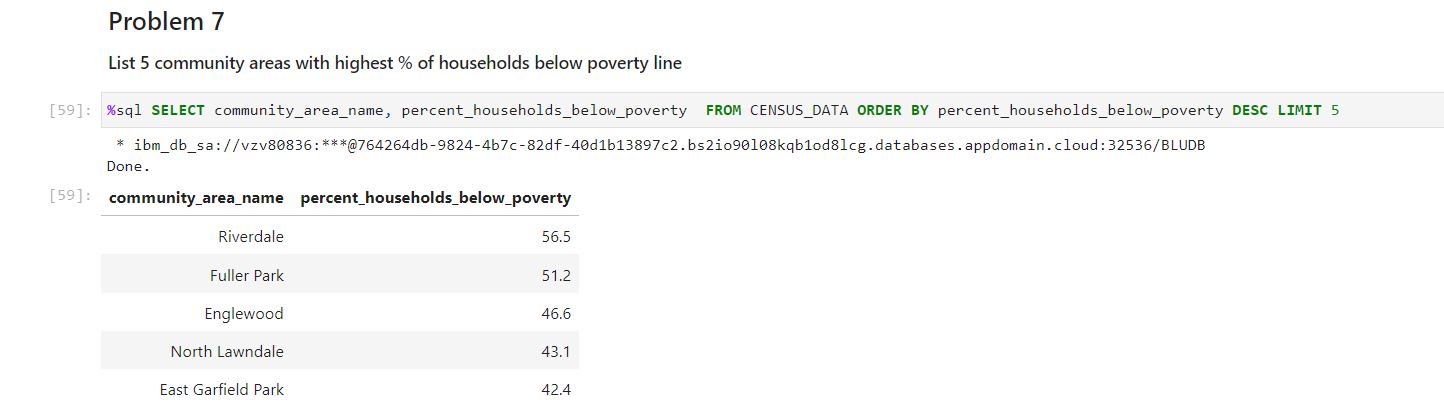 Problem 7
List 5 community areas with highest % of households below poverty line
[59]: %sql SELECT community_area_name, percent_households_below_poverty  FROM CENSUS_DATA ORDER BY percent_households_below_poverty DESC LIMIT 5
* ibm_db_sa://vzv80836:***@764264db-9824-4b7c-82df-40d1b13897c2.bs2io90l08kqb1od8lcg.databases.appdomain.cloud:32536/BLUDB
Done.
[59]: community_area_name percent_households_below_poverty
Riverdale 56.5
Fuller Park 51.2
Englewood 46.6
North Lawndale 43.1
East Garfield Park 42.4